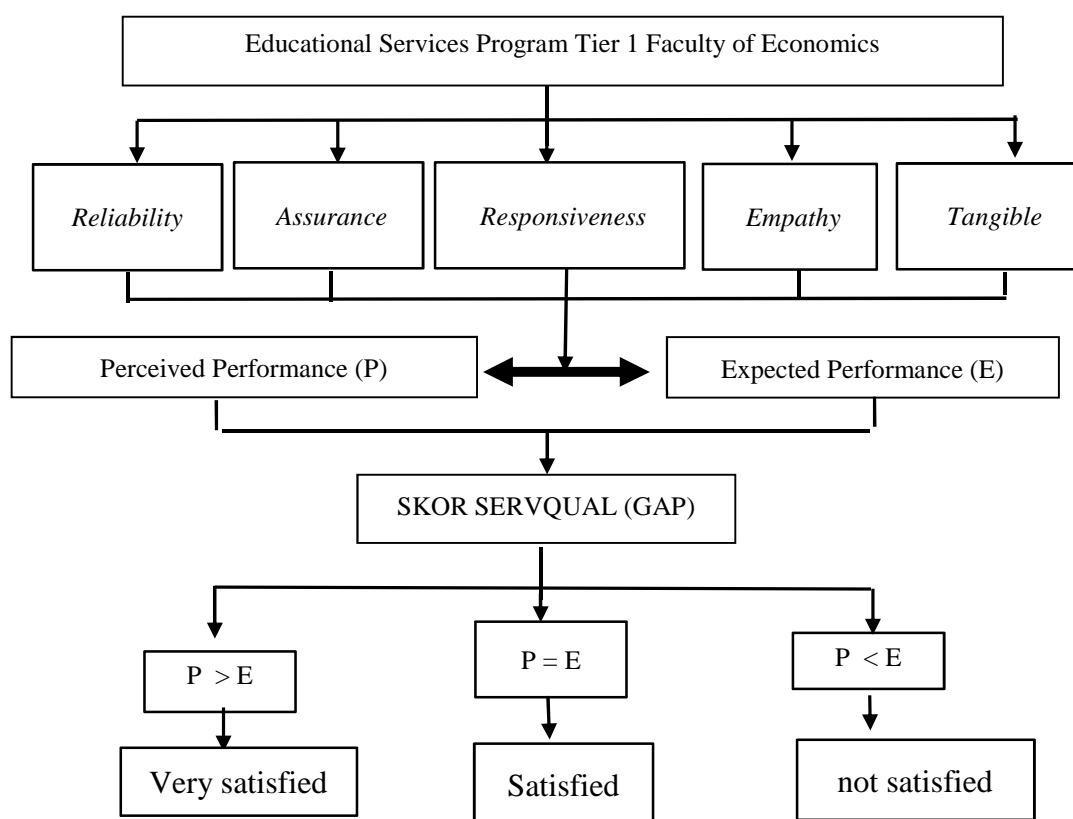 Educational Services Program Tier 1 Faculty of Economics
Reliability
Assurance
Responsiveness
Empathy
Tangible
Perceived Performance (P)
Expected Performance (E)
SKOR SERVQUAL (GAP)
P > E
P = E
P < E
Very satisfied
Satisfied
not satisfied